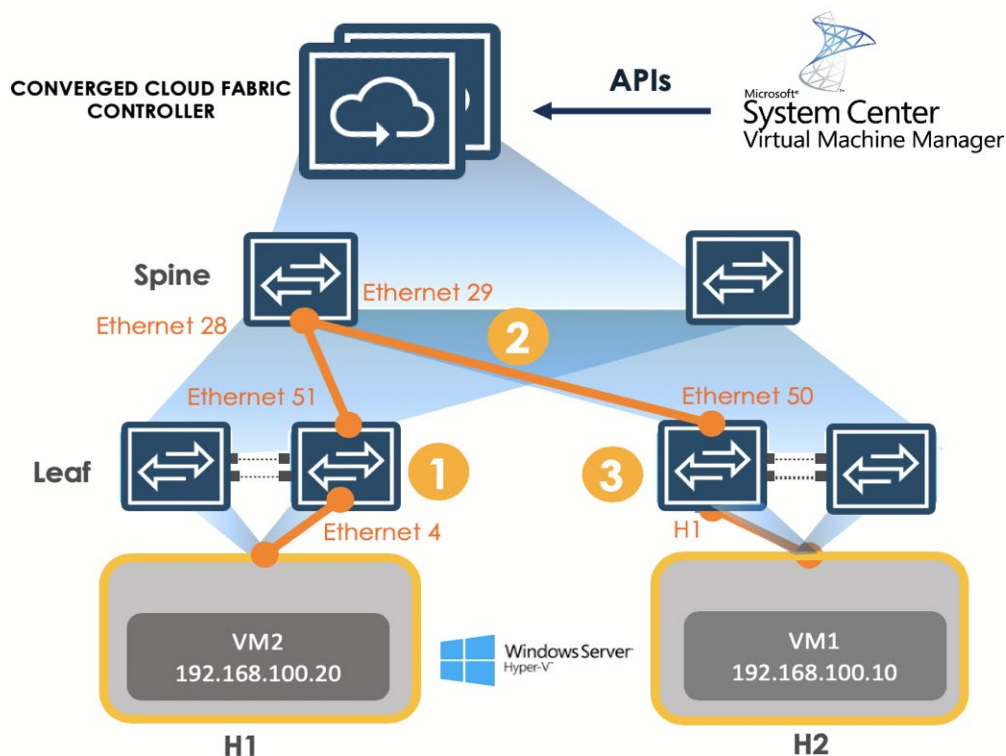 CONVERGED CLOUD FABRIC
CONTROLLER
APIs
Microsoft®
System Center
Virtual Machine Manager
Spine
Ethernet 29
Ethernet 28
2
Ethernet 51
Ethernet 50
Leaf
1
3
Ethernet 4
H1
VM2
192.168.100.20
Windows Server
Hyper-V
VM1
192.168.100.10
H1
H2